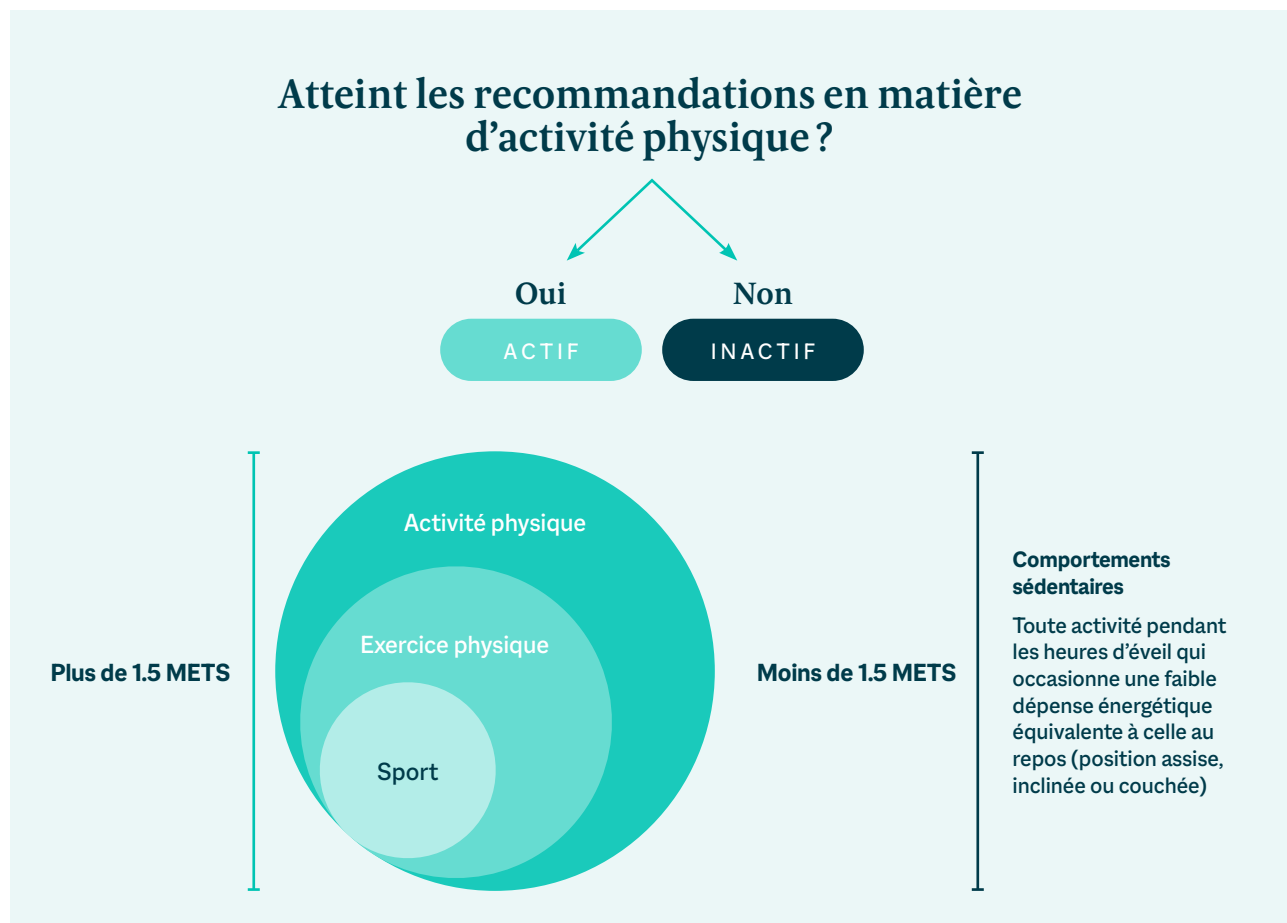 Atteint les recommandations en matière
d’activité physique ?
Oui
Non
ACTIF
INACTIF
Plus de 1.5 METS
Activité physique
Exercice physique
Sport
Moins de 1.5 METS
Comportements
sédentaires
Toute activité pendant
les heures d’éveil qui
occasionne une faible
dépense énergétique
équivalente à celle au
repos (position assise,
inclinée ou couchée)